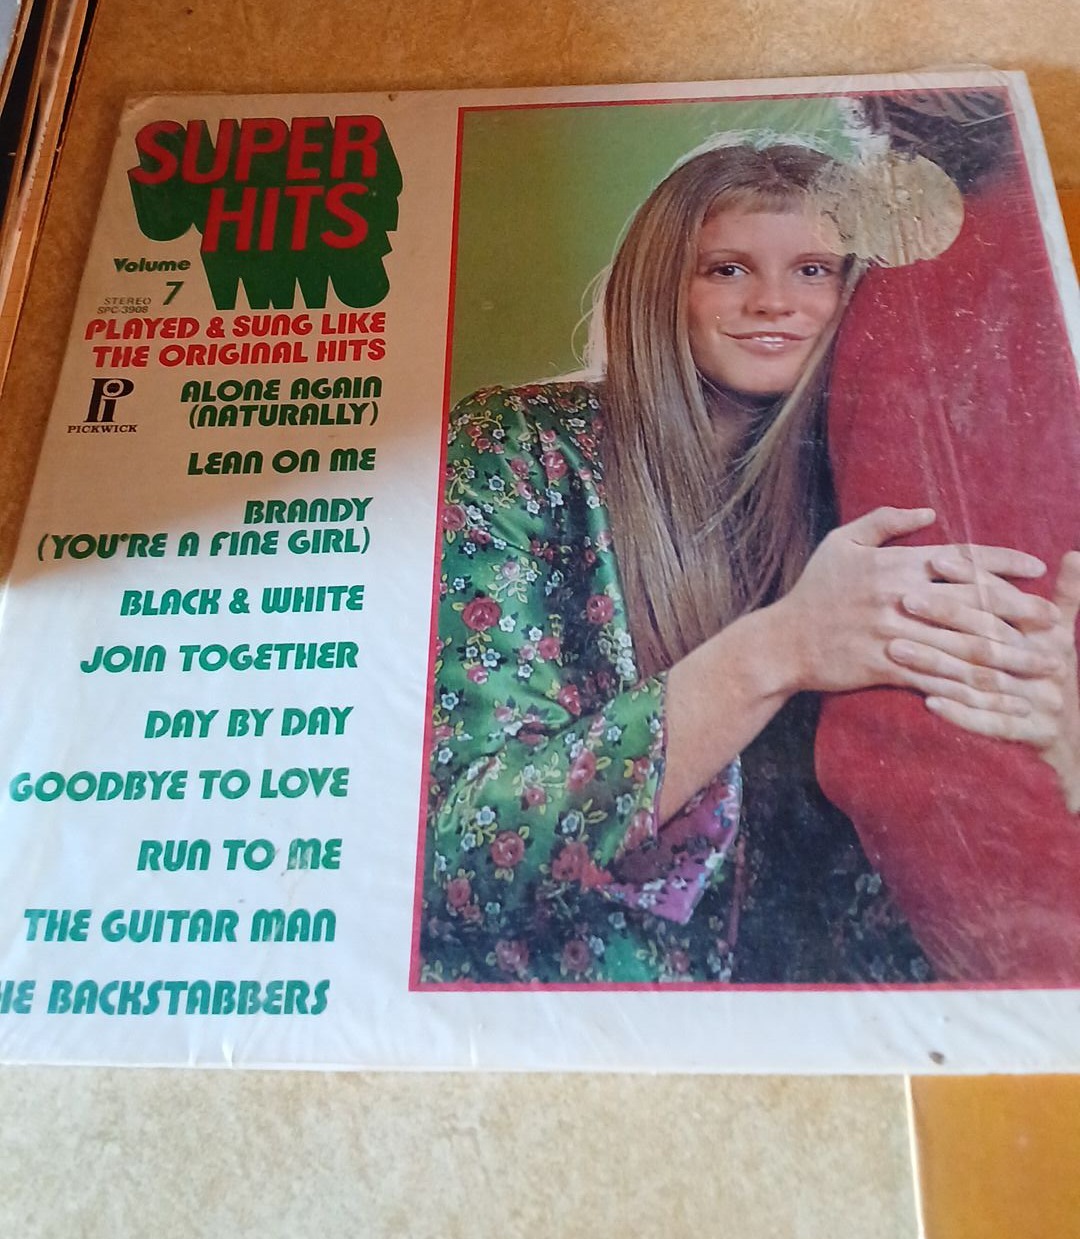 SUPER
HITS
Volume
7
STEREO
SPC-3908
PLAYED & SUNG LIKE
THE ORIGINAL HITS
PICKWICK
ALONE AGAIN
(NATURALLY)
LEAN ON ME
BRANDY
(YOU'RE A FINE GIRL)
BLACK & WHITE
JOIN TOGETHER
DAY BY DAY
GOODBYE TO LOVE
RUN TO ME
THE GUITAR MAN
HE BACKSTABBERS